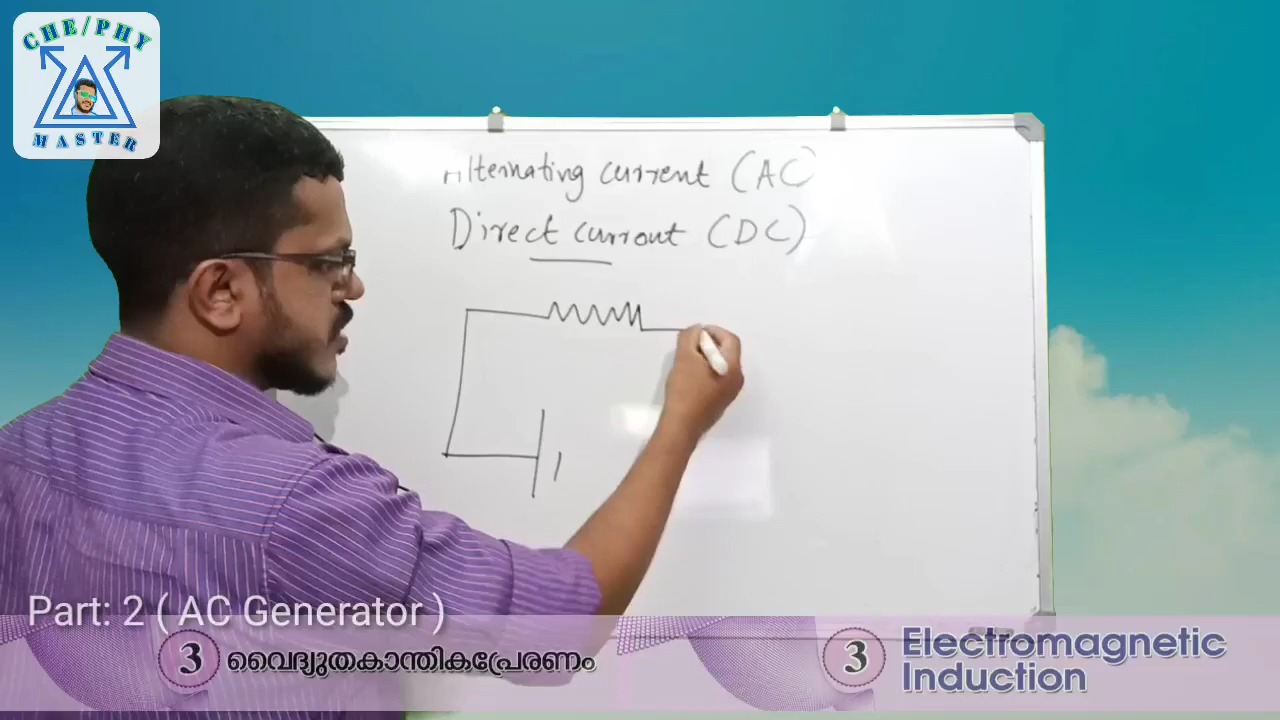 CHE/PHY
MASTER
Alternating current (AC)
Direct current (DC)
Part: 2 ( AC Generator )
3 വൈദ്യുതകാന്തികപ്രേരണം
3 Electromagnetic
Induction